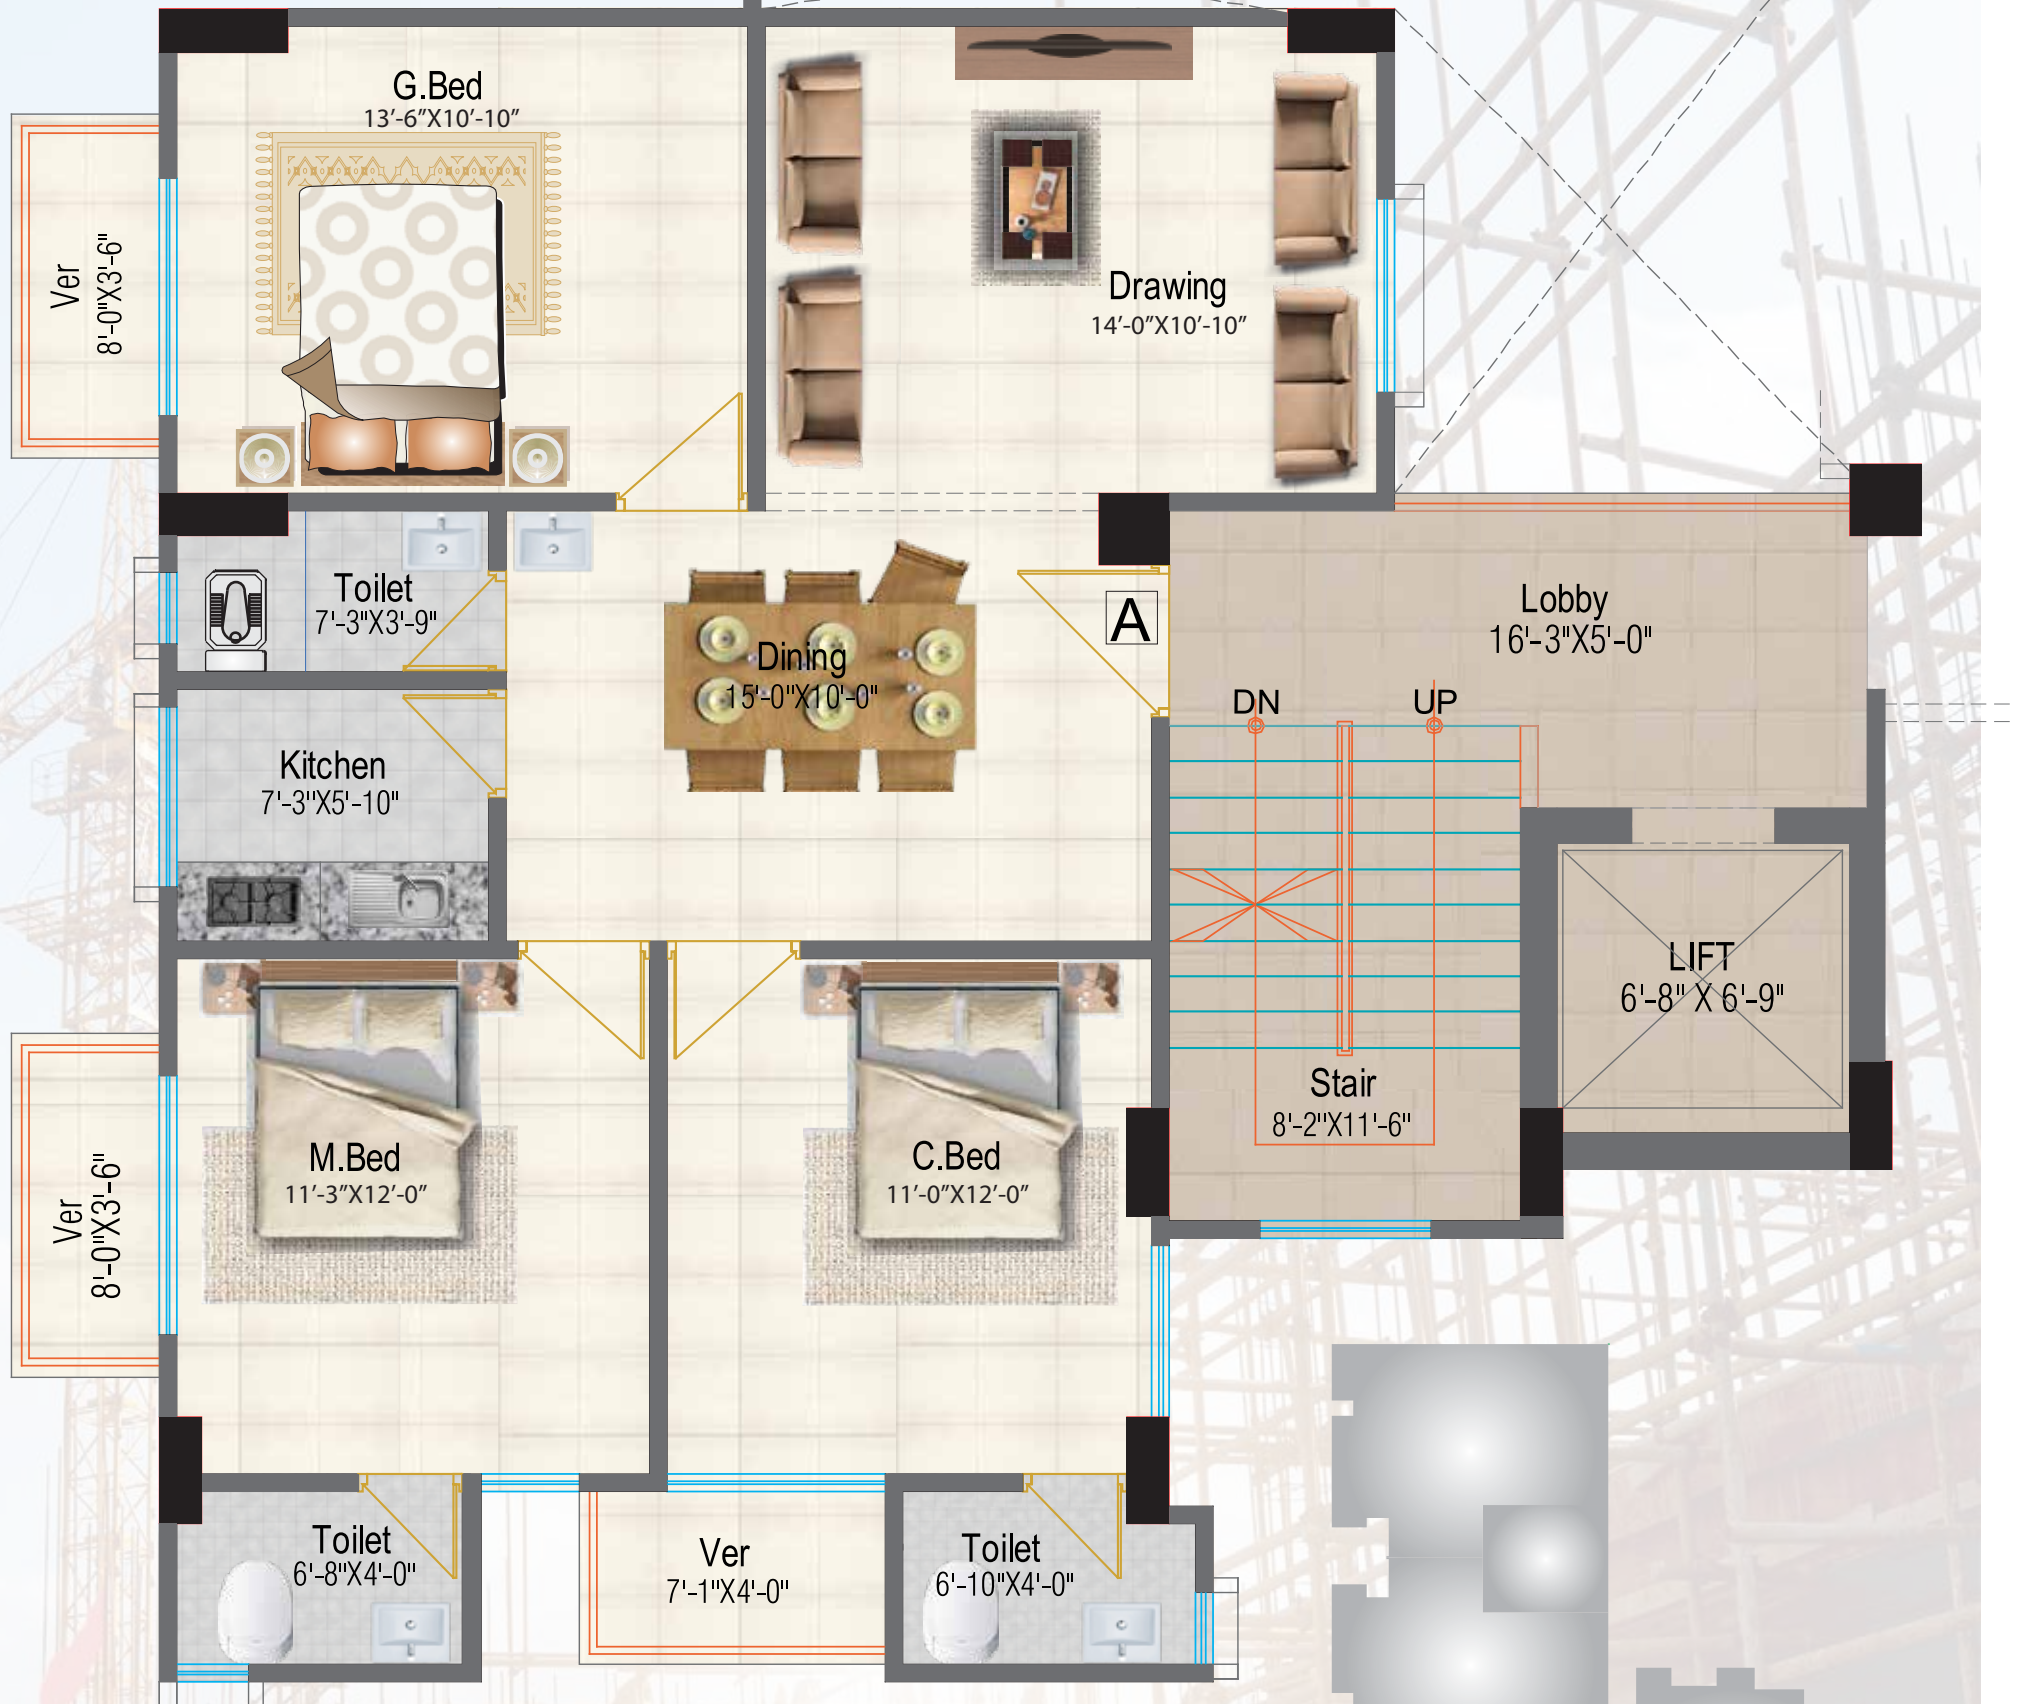 G.Bed
13’-6”X10’-10”
Ver
8'-0"X3'-6"
Drawing
14’-0”X10’-10”
Toilet
7'-3"X3'-9"
Kitchen
7'-3"X5'-10"
Dining
15'-0"X10'-0"
A
Lobby
16'-3"X5'-0"
DN
UP
LIFT
6'-8" X 6'-9"
Stair
8'-2"X11'-6"
M.Bed
11’-3”X12’-0”
C.Bed
11’-0”X12’-0”
Ver
8'-0"X3'-6"
Toilet
6'-8"X4'-0"
Ver
7'-1"X4'-0"
Toilet
6'-10"X4'-0"